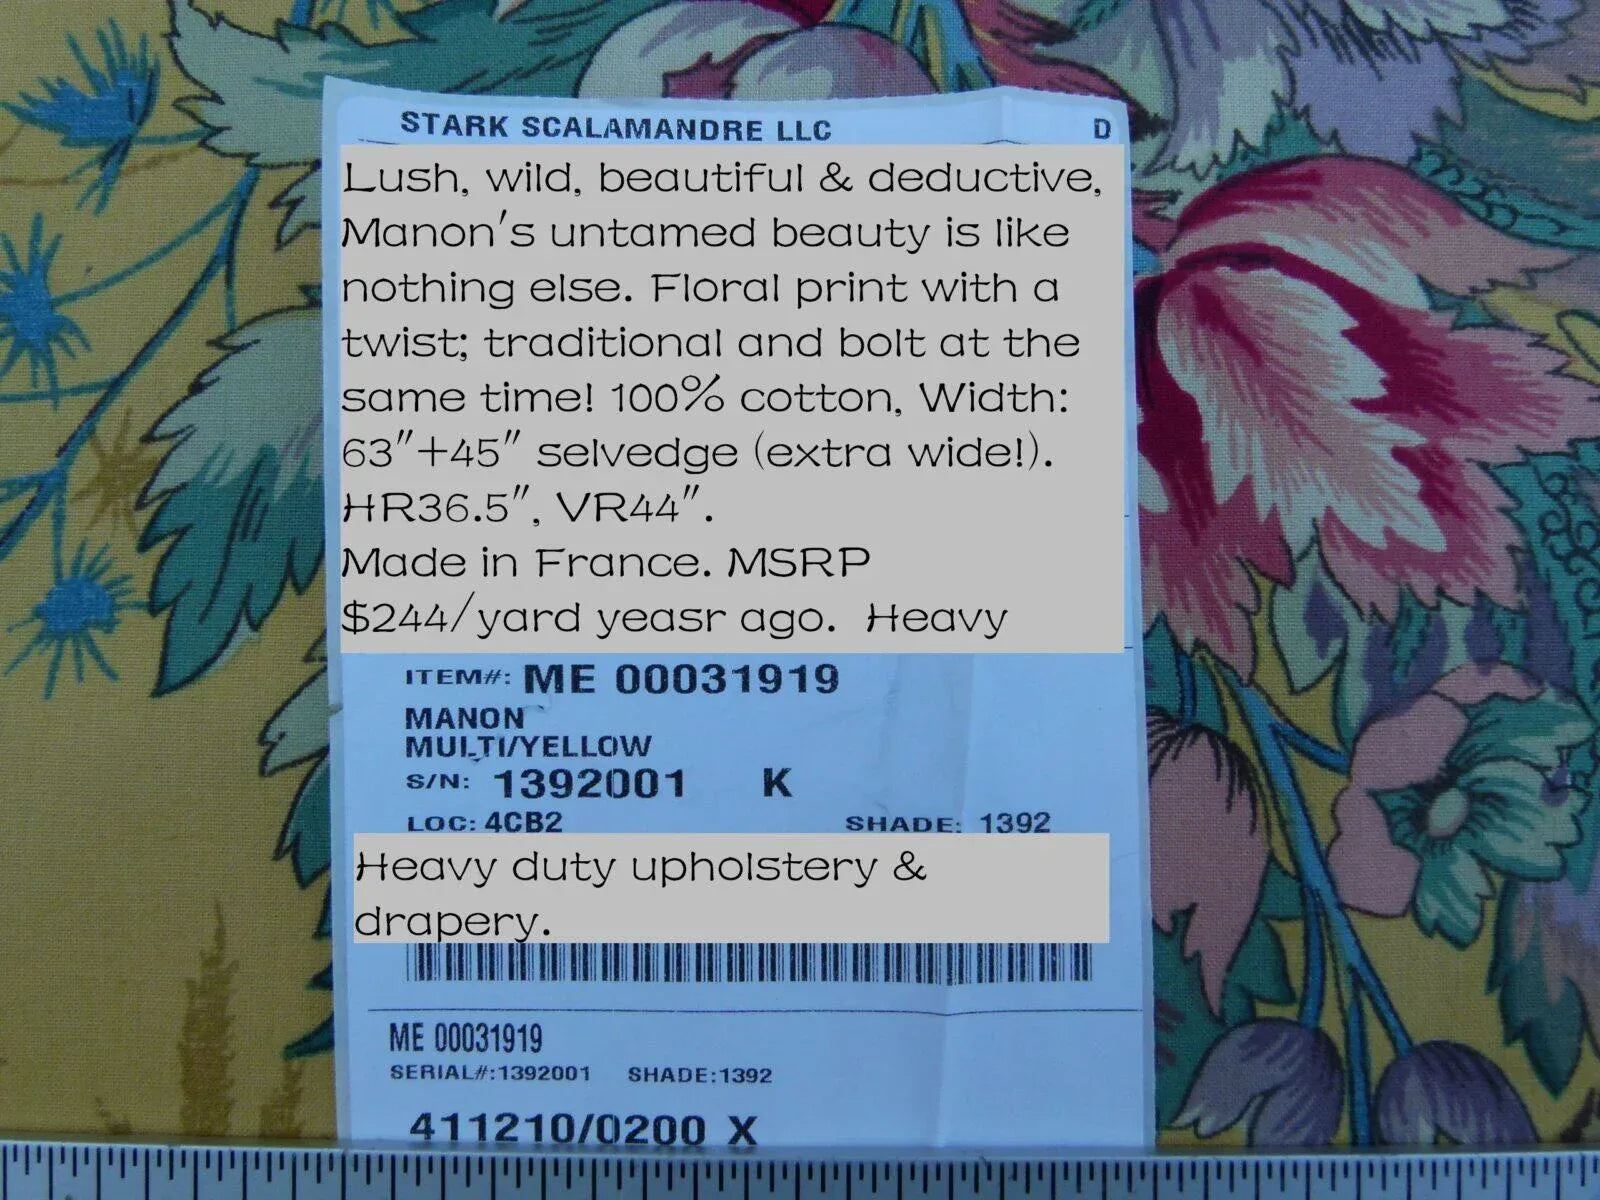 STARK SCALAMANDRE LLC D
Lush, wild, beautiful & deductive,
Manon's untamed beauty is like
nothing else. Floral print with a
twist; traditional and bolt at the
same time! 100% cotton, Width:
63"+45" selvedge (extra wide!).
HR36.5", VR44".
Made in France. MSRP
$244/yard yeasr ago. Heavy
ITEM#: ME 00031919
MANON
MULTI/YELLOW
S/N: 1392001 K
LOC: 4CB2 SHADE: 1392
Heavy duty upholstery &
drapery.
ME 00031919
SERIAL#:1392001 SHADE:1392
411210/0200 X